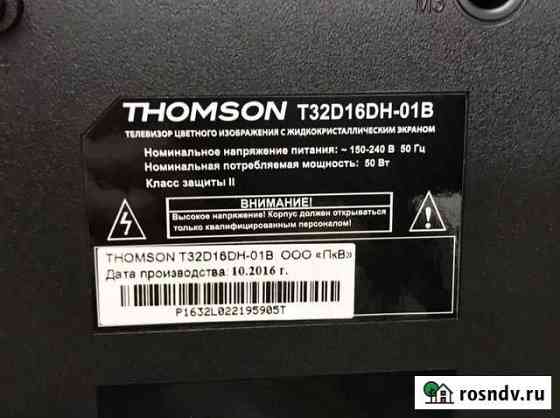 M3
THOMSON T32D16DH-01B
ТЕЛЕВИЗОР ЦВЕТНОГО ИЗОБРАЖЕНИЯ С ЖИДКОКРИСТАЛЛИЧЕСКИМ ЭКРАНОМ
Номинальное напряжение питания: ~ 150-240 В 50 Гц
Номинальная потребляемая мощность: 50 Вт
Класс защиты II
ВНИМАНИЕ!
Высокое напряжение! Корпус должен открываться
только квалифицированным персоналом!
THOMSON T32D16DH-01B ООО «ПкВ»
Дата производства: 10.2016 г.
P1632L022195905T
rosndv.ru